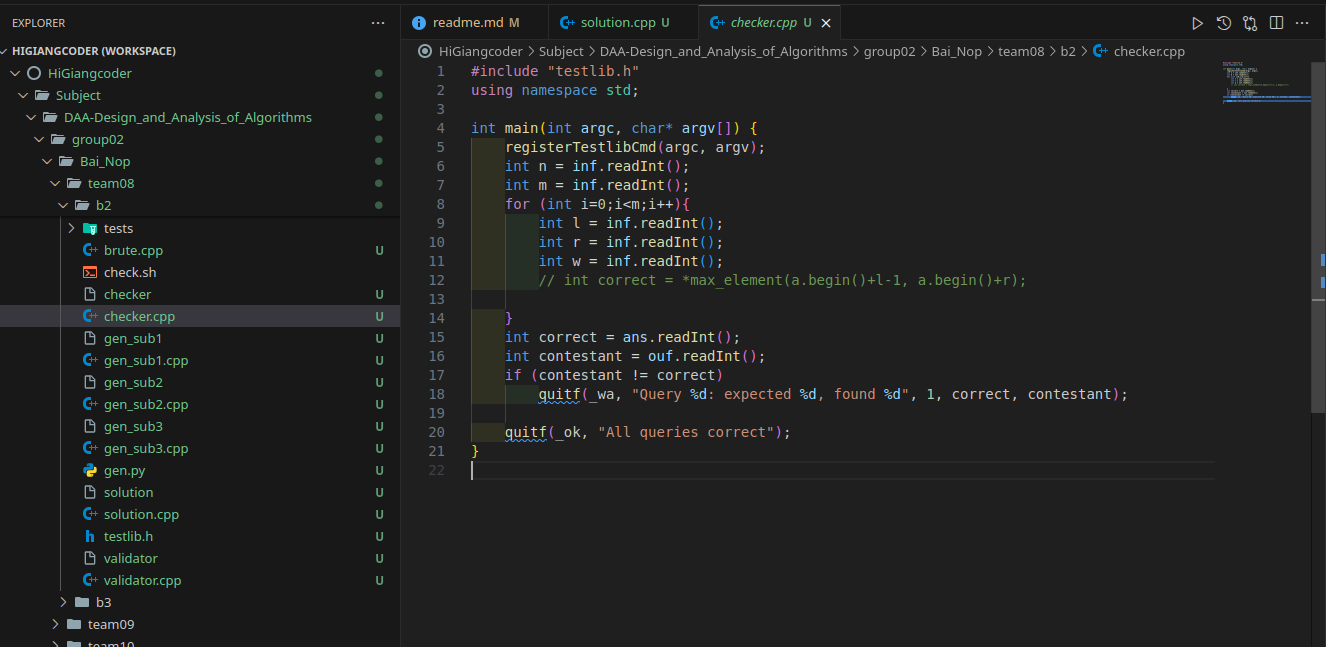 EXPLORER
HIGIANGCODER (WORKSPACE)
HiGiangcoder
Subject
DAA-Design_and_Analysis_of_Algorithms
group02
Bai_Nop
team08
b2
tests
brute.cpp U
check.sh
checker U
checker.cpp U
gen_sub1 U
gen_sub1.cpp U
gen_sub2 U
gen_sub2.cpp U
gen_sub3 U
gen_sub3.cpp U
gen.py U
solution U
solution.cpp U
testlib.h U
validator U
validator.cpp U
b3
team09
team10
readme.md M solution.cpp U checker.cpp U
HiGiangcoder > Subject > DAA-Design_and_Analysis_of_Algorithms > group02 > Bai_Nop > team08 > b2 > checker.cpp
1 #include "testlib.h"
2 using namespace std;
3
4 int main(int argc, char* argv[]) {
5 registerTestlibCmd(argc, argv);
6 int n = inf.readInt();
7 int m = inf.readInt();
8 for (int i=0;i<m;i++){
9 int l = inf.readInt();
10 int r = inf.readInt();
11 int w = inf.readInt();
12 // int correct = *max_element(a.begin()+l-1, a.begin()+r);
13
14 }
15 int correct = ans.readInt();
16 int contestant = ouf.readInt();
17 if (contestant != correct)
18 quitf(_wa, "Query %d: expected %d, found %d", 1, correct, contestant);
19
20 quitf(_ok, "All queries correct");
21 }
22